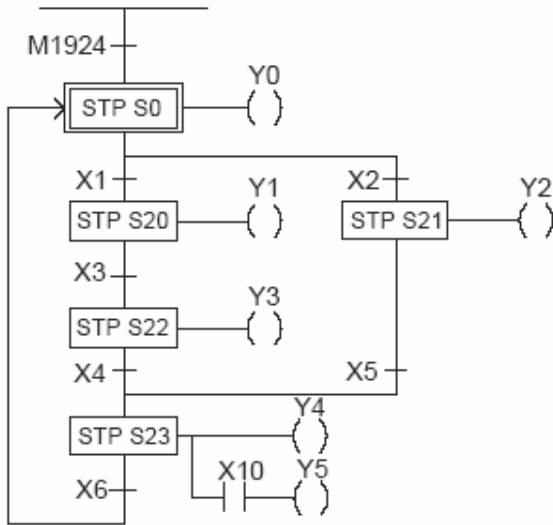 M1924
Y0
STP S0
X1
Y1
X2
Y2
STP S20
STP S21
X3
Y3
STP S22
X4
X5
Y4
STP S23
X10
Y5
X6